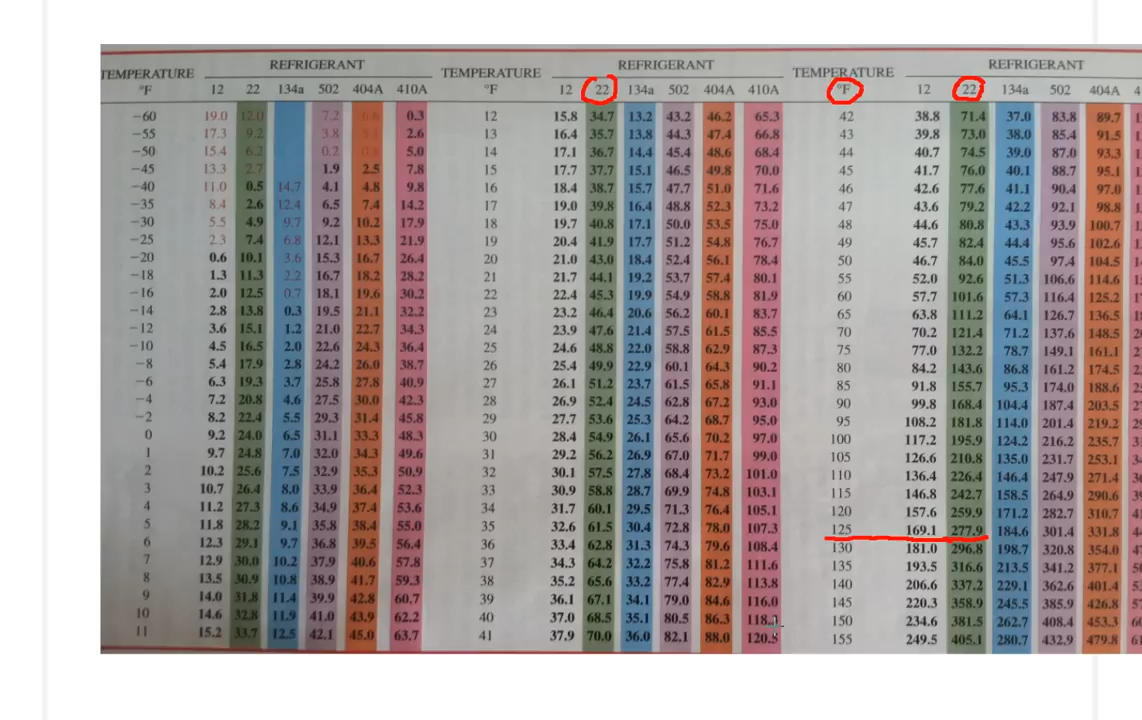 REFRIGERANT REFRIGERANT REFRIGERANT
TEMPERATURE TEMPERATURE TEMPERATURE
°F 12 22 134a 502 404A 410A °F 12 22 134a 502 404A 410A °F 12 22 134a 502 404A
−60 19.0 12.0 7.2 0.3 12 15.8 34.7 13.2 43.2 46.2 65.3 42 38.8 71.4 37.0 83.8 89.7
−55 17.3 9.2 3.8 2.6 13 16.4 35.7 13.8 44.3 47.4 66.8 43 39.8 73.0 38.0 85.4 91.5
−50 15.4 6.2 0.2 5.0 14 17.1 36.7 14.4 45.4 48.6 68.4 44 40.7 74.5 39.0 87.0 93.3
−45 13.3 2.7 1.9 2.5 7.8 15 17.7 37.7 15.1 46.5 49.8 70.0 45 41.7 76.0 40.1 88.7 95.1
−40 11.0 0.5 14.7 4.1 4.8 9.8 16 18.4 38.7 15.7 47.7 51.0 71.6 46 42.6 77.6 41.1 90.4 97.0
−35 8.4 2.6 12.4 6.5 7.4 14.2 17 19.0 39.8 16.4 48.8 52.3 73.2 47 43.6 79.2 42.2 92.1 98.8
−30 5.5 4.9 9.7 9.2 10.2 17.9 18 19.7 40.8 17.1 50.0 53.5 75.0 48 44.6 80.8 43.3 93.9 100.7
−25 2.3 7.4 6.8 12.1 13.3 21.9 19 20.4 41.9 17.7 51.2 54.8 76.7 49 45.7 82.4 44.4 95.6 102.6
−20 0.6 10.1 3.6 15.3 16.7 26.4 20 21.0 43.0 18.4 52.4 56.1 78.4 50 46.7 84.0 45.5 97.4 104.5
−18 1.3 11.3 2.2 16.7 18.2 28.2 21 21.7 44.1 19.2 53.7 57.4 80.1 55 52.0 92.6 51.3 106.6 114.6
−16 2.0 12.5 0.7 18.1 19.6 30.2 22 22.4 45.3 19.9 54.9 58.8 81.9 60 57.7 101.6 57.3 116.4 125.2
−14 2.8 13.8 0.3 19.5 21.1 32.2 23 23.2 46.4 20.6 56.2 60.1 83.7 65 63.8 111.2 64.1 126.7 136.5
−12 3.6 15.1 1.2 21.0 22.7 34.3 24 23.9 47.6 21.4 57.5 61.5 85.5 70 70.2 121.4 71.2 137.6 148.5
−10 4.5 16.5 2.0 22.6 24.3 36.4 25 24.6 48.8 22.0 58.8 62.9 87.3 75 77.0 132.2 78.7 149.1 161.1
−8 5.4 17.9 2.8 24.2 26.0 38.7 26 25.4 49.9 22.9 60.1 64.3 90.2 80 84.2 143.6 86.8 161.2 174.5
−6 6.3 19.3 3.7 25.8 27.8 40.9 27 26.1 51.2 23.7 61.5 65.8 91.1 85 91.8 155.7 95.3 174.0 188.6
−4 7.2 20.8 4.6 27.5 30.0 42.3 28 26.9 52.4 24.5 62.8 67.2 93.0 90 99.8 168.4 104.4 187.4 203.5
−2 8.2 22.4 5.5 29.3 31.4 45.8 29 27.7 53.6 25.3 64.2 68.7 95.0 95 108.2 181.8 114.0 201.4 219.2
0 9.2 24.0 6.5 31.1 33.3 48.3 30 28.4 54.9 26.1 65.6 70.2 97.0 100 117.2 195.9 124.2 216.2 235.7
1 9.7 24.8 7.0 32.0 34.3 49.6 31 29.2 56.2 26.9 67.0 71.7 99.0 105 126.6 210.8 135.0 231.7 253.1
2 10.2 25.6 7.5 32.9 35.3 50.9 32 30.1 57.5 27.8 68.4 73.2 101.0 110 136.4 226.4 146.4 247.9 271.4
3 10.7 26.4 8.0 33.9 36.4 52.3 33 30.9 58.8 28.7 69.9 74.8 103.1 115 146.8 242.7 158.5 264.9 290.6
4 11.2 27.3 8.6 34.9 37.4 53.6 34 31.7 60.1 29.5 71.3 76.4 105.1 120 157.6 259.9 171.2 282.7 310.7
5 11.8 28.2 9.1 35.8 38.4 55.0 35 32.6 61.5 30.4 72.8 78.0 107.3 125 169.1 277.9 184.6 301.4 331.8
6 12.3 29.1 9.7 36.8 39.5 56.4 36 33.4 62.8 31.3 74.3 79.6 108.4 130 181.0 296.8 198.7 320.8 354.0
7 12.9 30.0 10.2 37.9 40.6 57.8 37 34.3 64.2 32.2 75.8 81.2 111.6 135 193.5 316.6 213.5 341.2 377.1
8 13.5 30.9 10.8 38.9 41.7 59.3 38 35.2 65.6 33.2 77.4 82.9 113.8 140 206.6 337.2 229.1 362.6 401.4
9 14.0 31.8 11.4 39.9 42.8 60.7 39 36.1 67.1 34.1 79.0 84.6 116.0 145 220.3 358.9 245.5 385.9 426.8
10 14.6 32.8 11.9 41.0 43.9 62.2 40 37.0 68.5 35.1 80.5 86.3 118.1 150 234.6 381.5 262.7 408.4 453.3
11 15.2 33.7 12.5 42.1 45.0 63.7 41 37.9 70.0 36.0 82.1 88.0 120.5 155 249.5 405.1 280.7 432.9 479.8